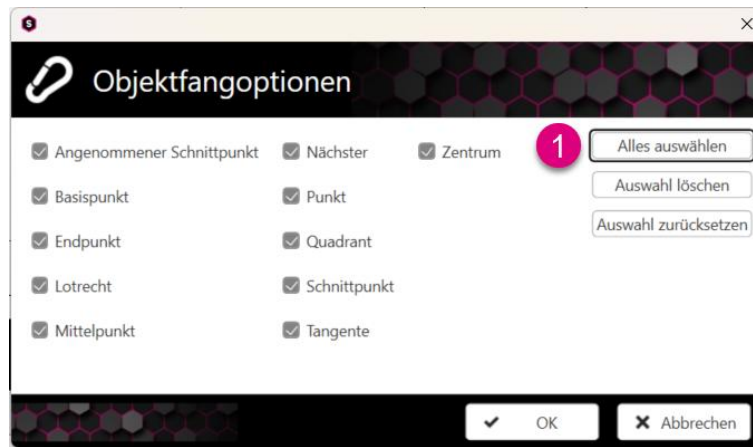 S
Objektfangoptionen
Angenommener Schnittpunkt
Nächster
Zentrum
1
Alles auswählen
Basispunkt
Punkt
Auswahl löschen
Endpunkt
Quadrant
Auswahl zurücksetzen
Lotrecht
Schnittpunkt
Mittelpunkt
Tangente
OK
Abbrechen